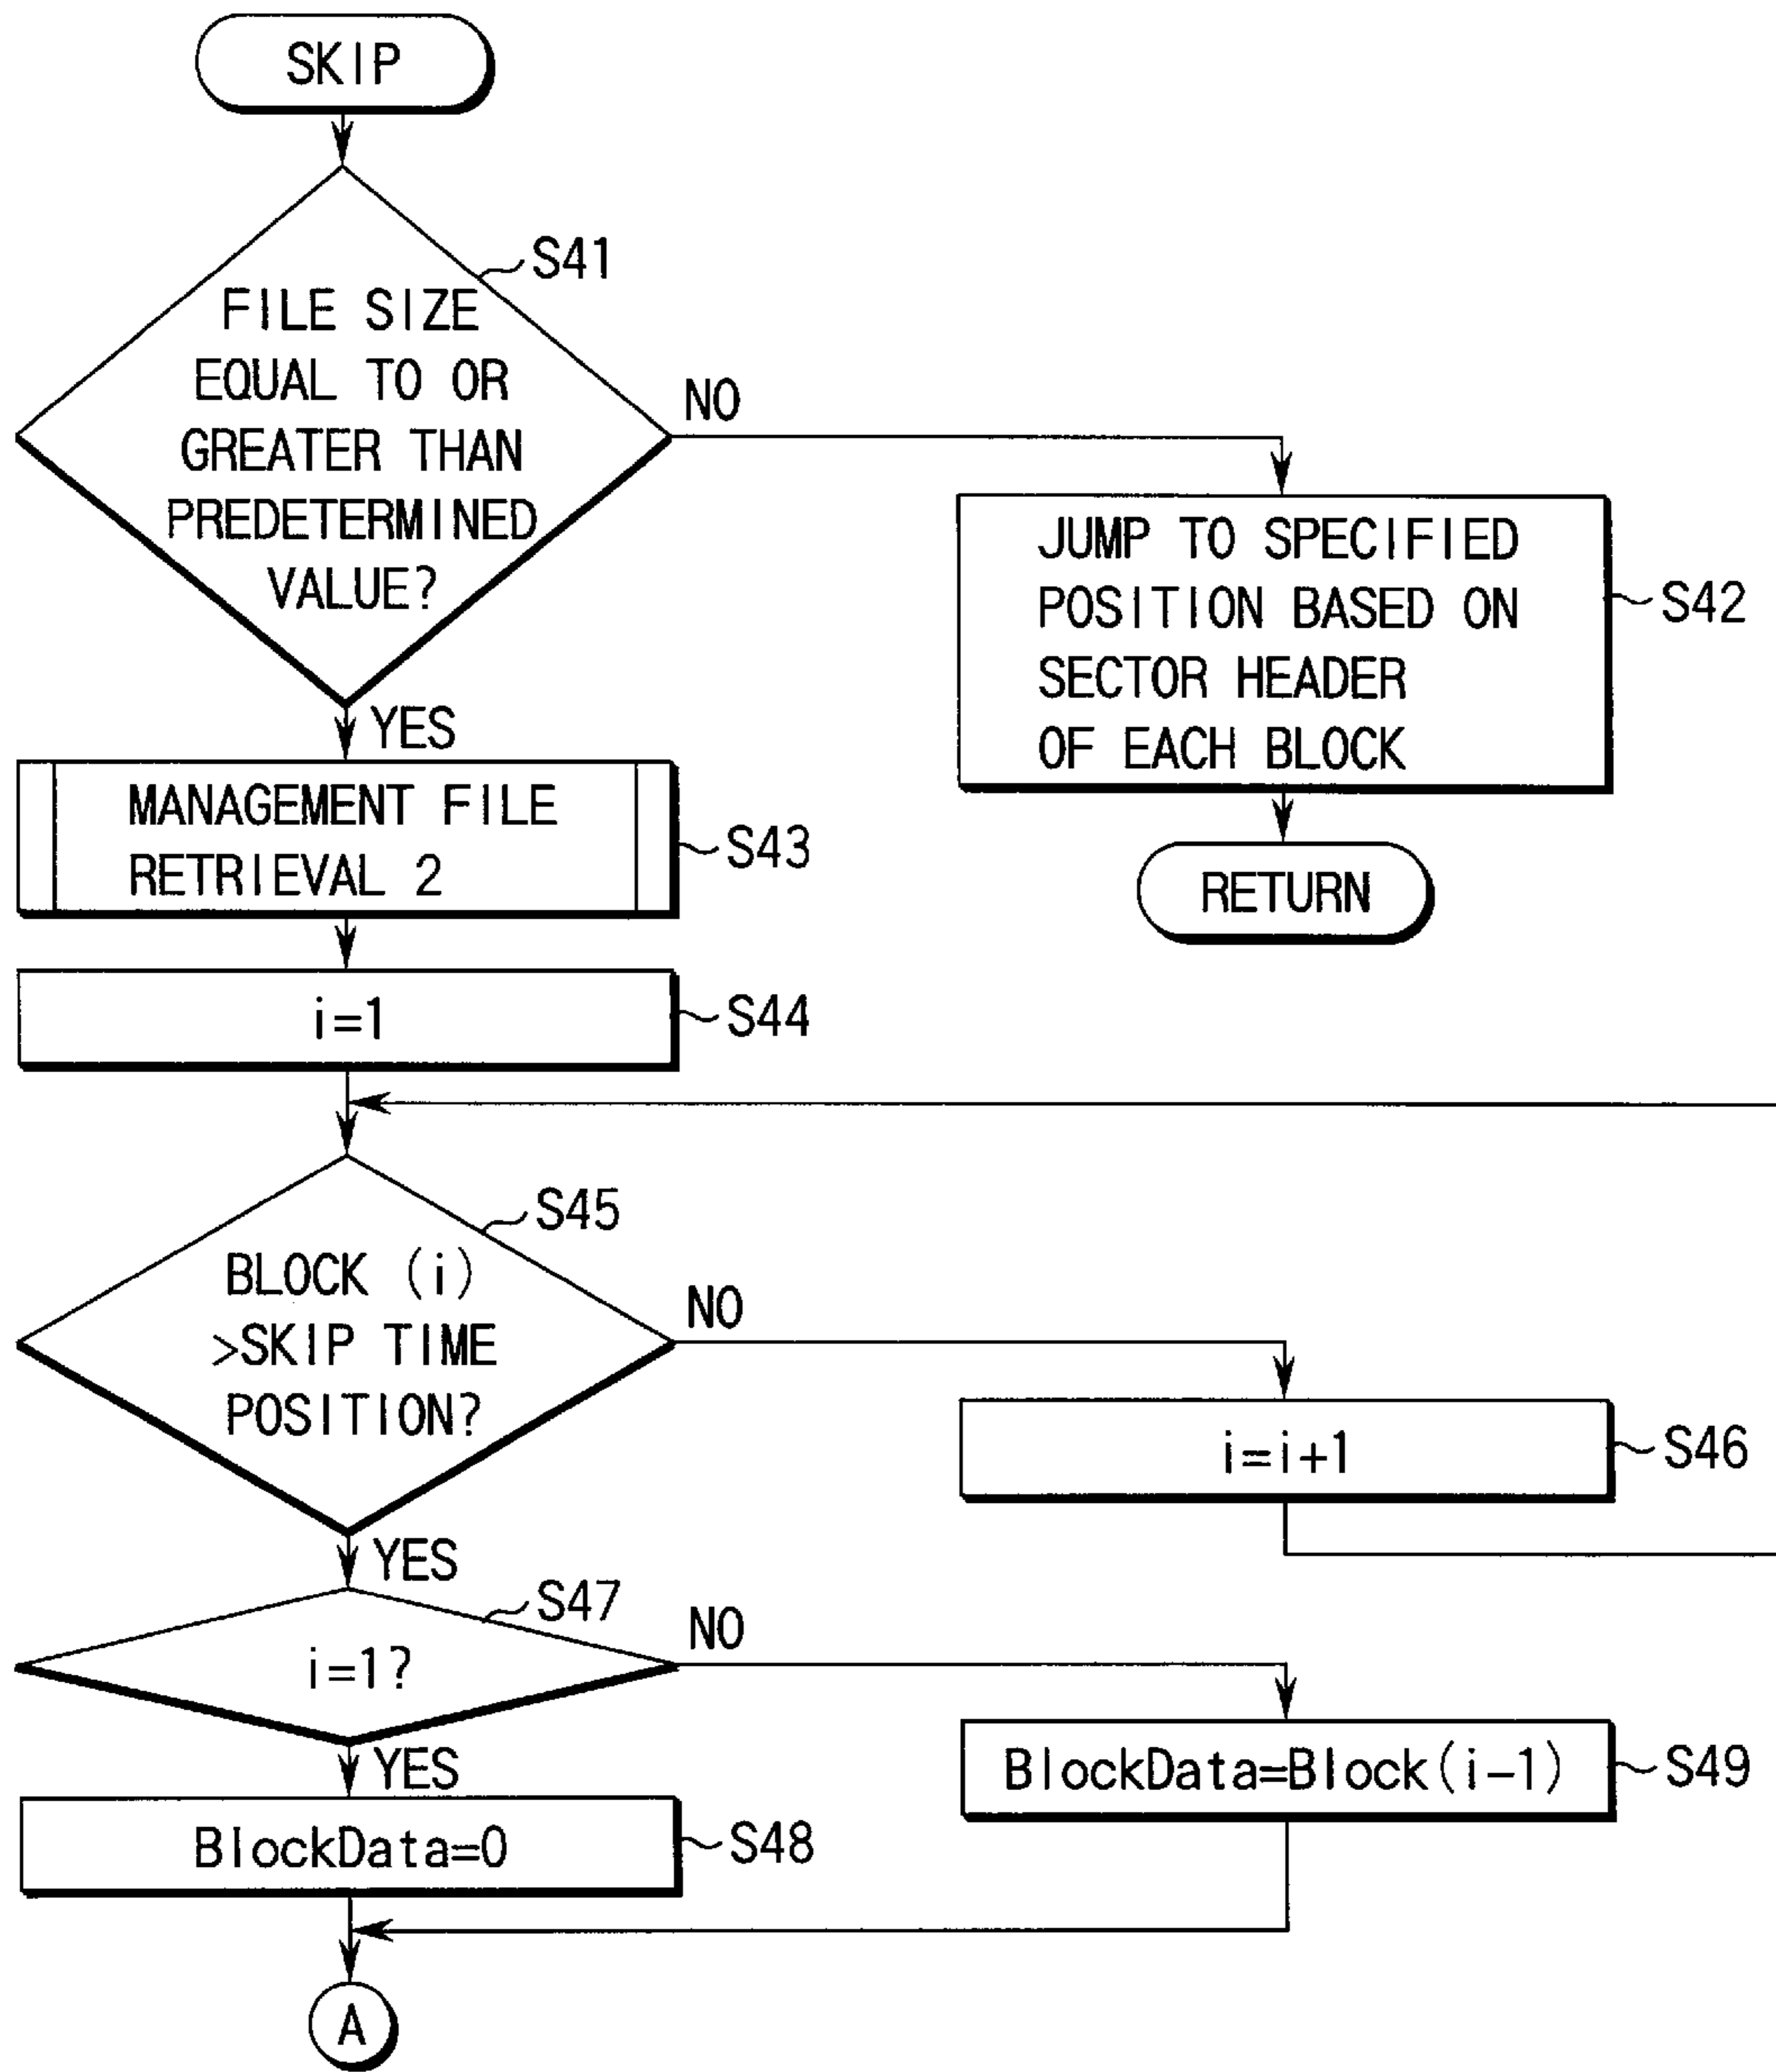 SKIP
S41
FILE SIZE
EQUAL TO OR
GREATER THAN
PREDETERMINED
VALUE?
NO
YES
JUMP TO SPECIFIED
POSITION BASED ON
SECTOR HEADER
OF EACH BLOCK
S42
RETURN
MANAGEMENT FILE
RETRIEVAL 2
S43
i=1
S44
S45
BLOCK (i)
>SKIP TIME
POSITION?
NO
YES
i=i+1
S46
S47
i=1?
NO
YES
BlockData=Block(i-1)
S49
BlockData=0
S48
A